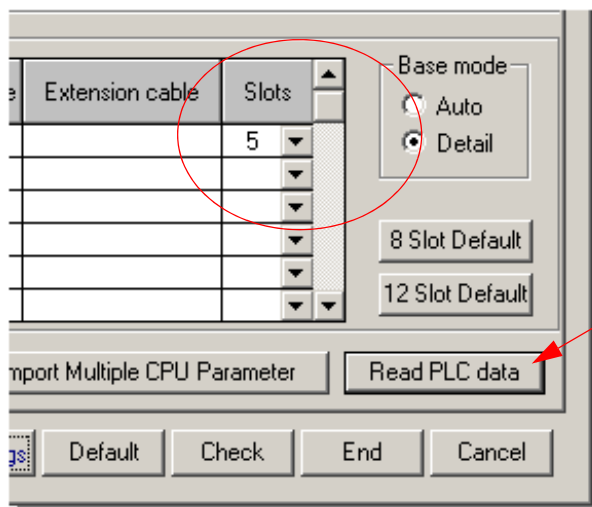 Extension cable Slots
5
Base mode
Auto
Detail
8 Slot Default
12 Slot Default
mport Multiple CPU Parameter Read PLC data
gs Default Check End Cancel